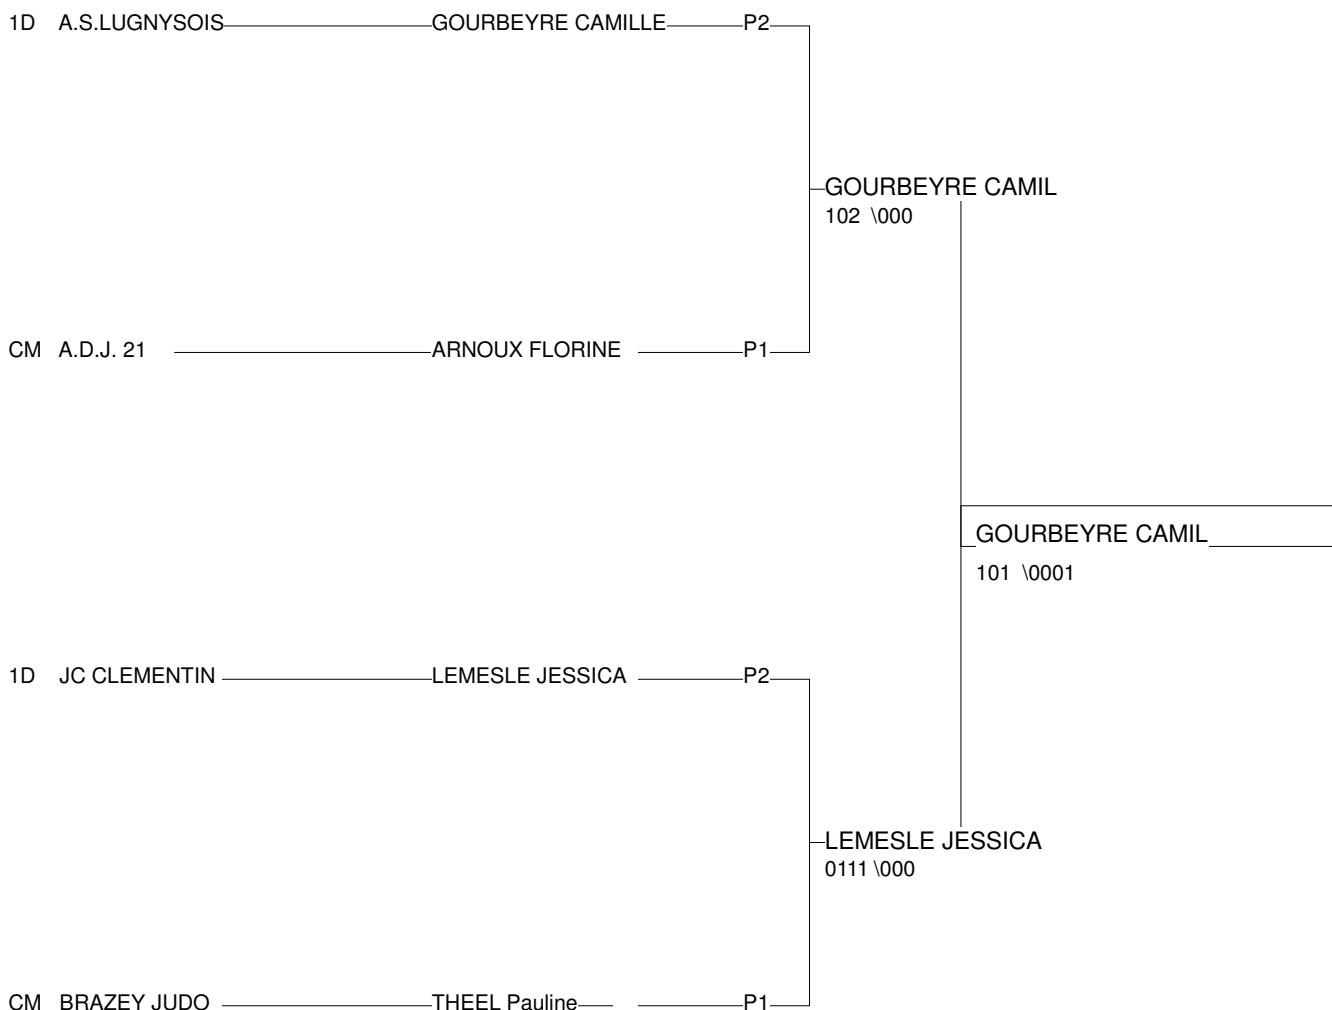 1D A.S.LUGNYSOIS GOURBEYRE CAMILLE P2
GOURBEYRE CAMIL
102 \000
CM A.D.J. 21 ARNOUX FLORINE P1
GOURBEYRE CAMIL
101 \0001
1D JC CLEMENTIN LEMESLE JESSICA P2
LEMESLE JESSICA
0111 \000
CM BRAZEY JUDO THEEL Pauline P1